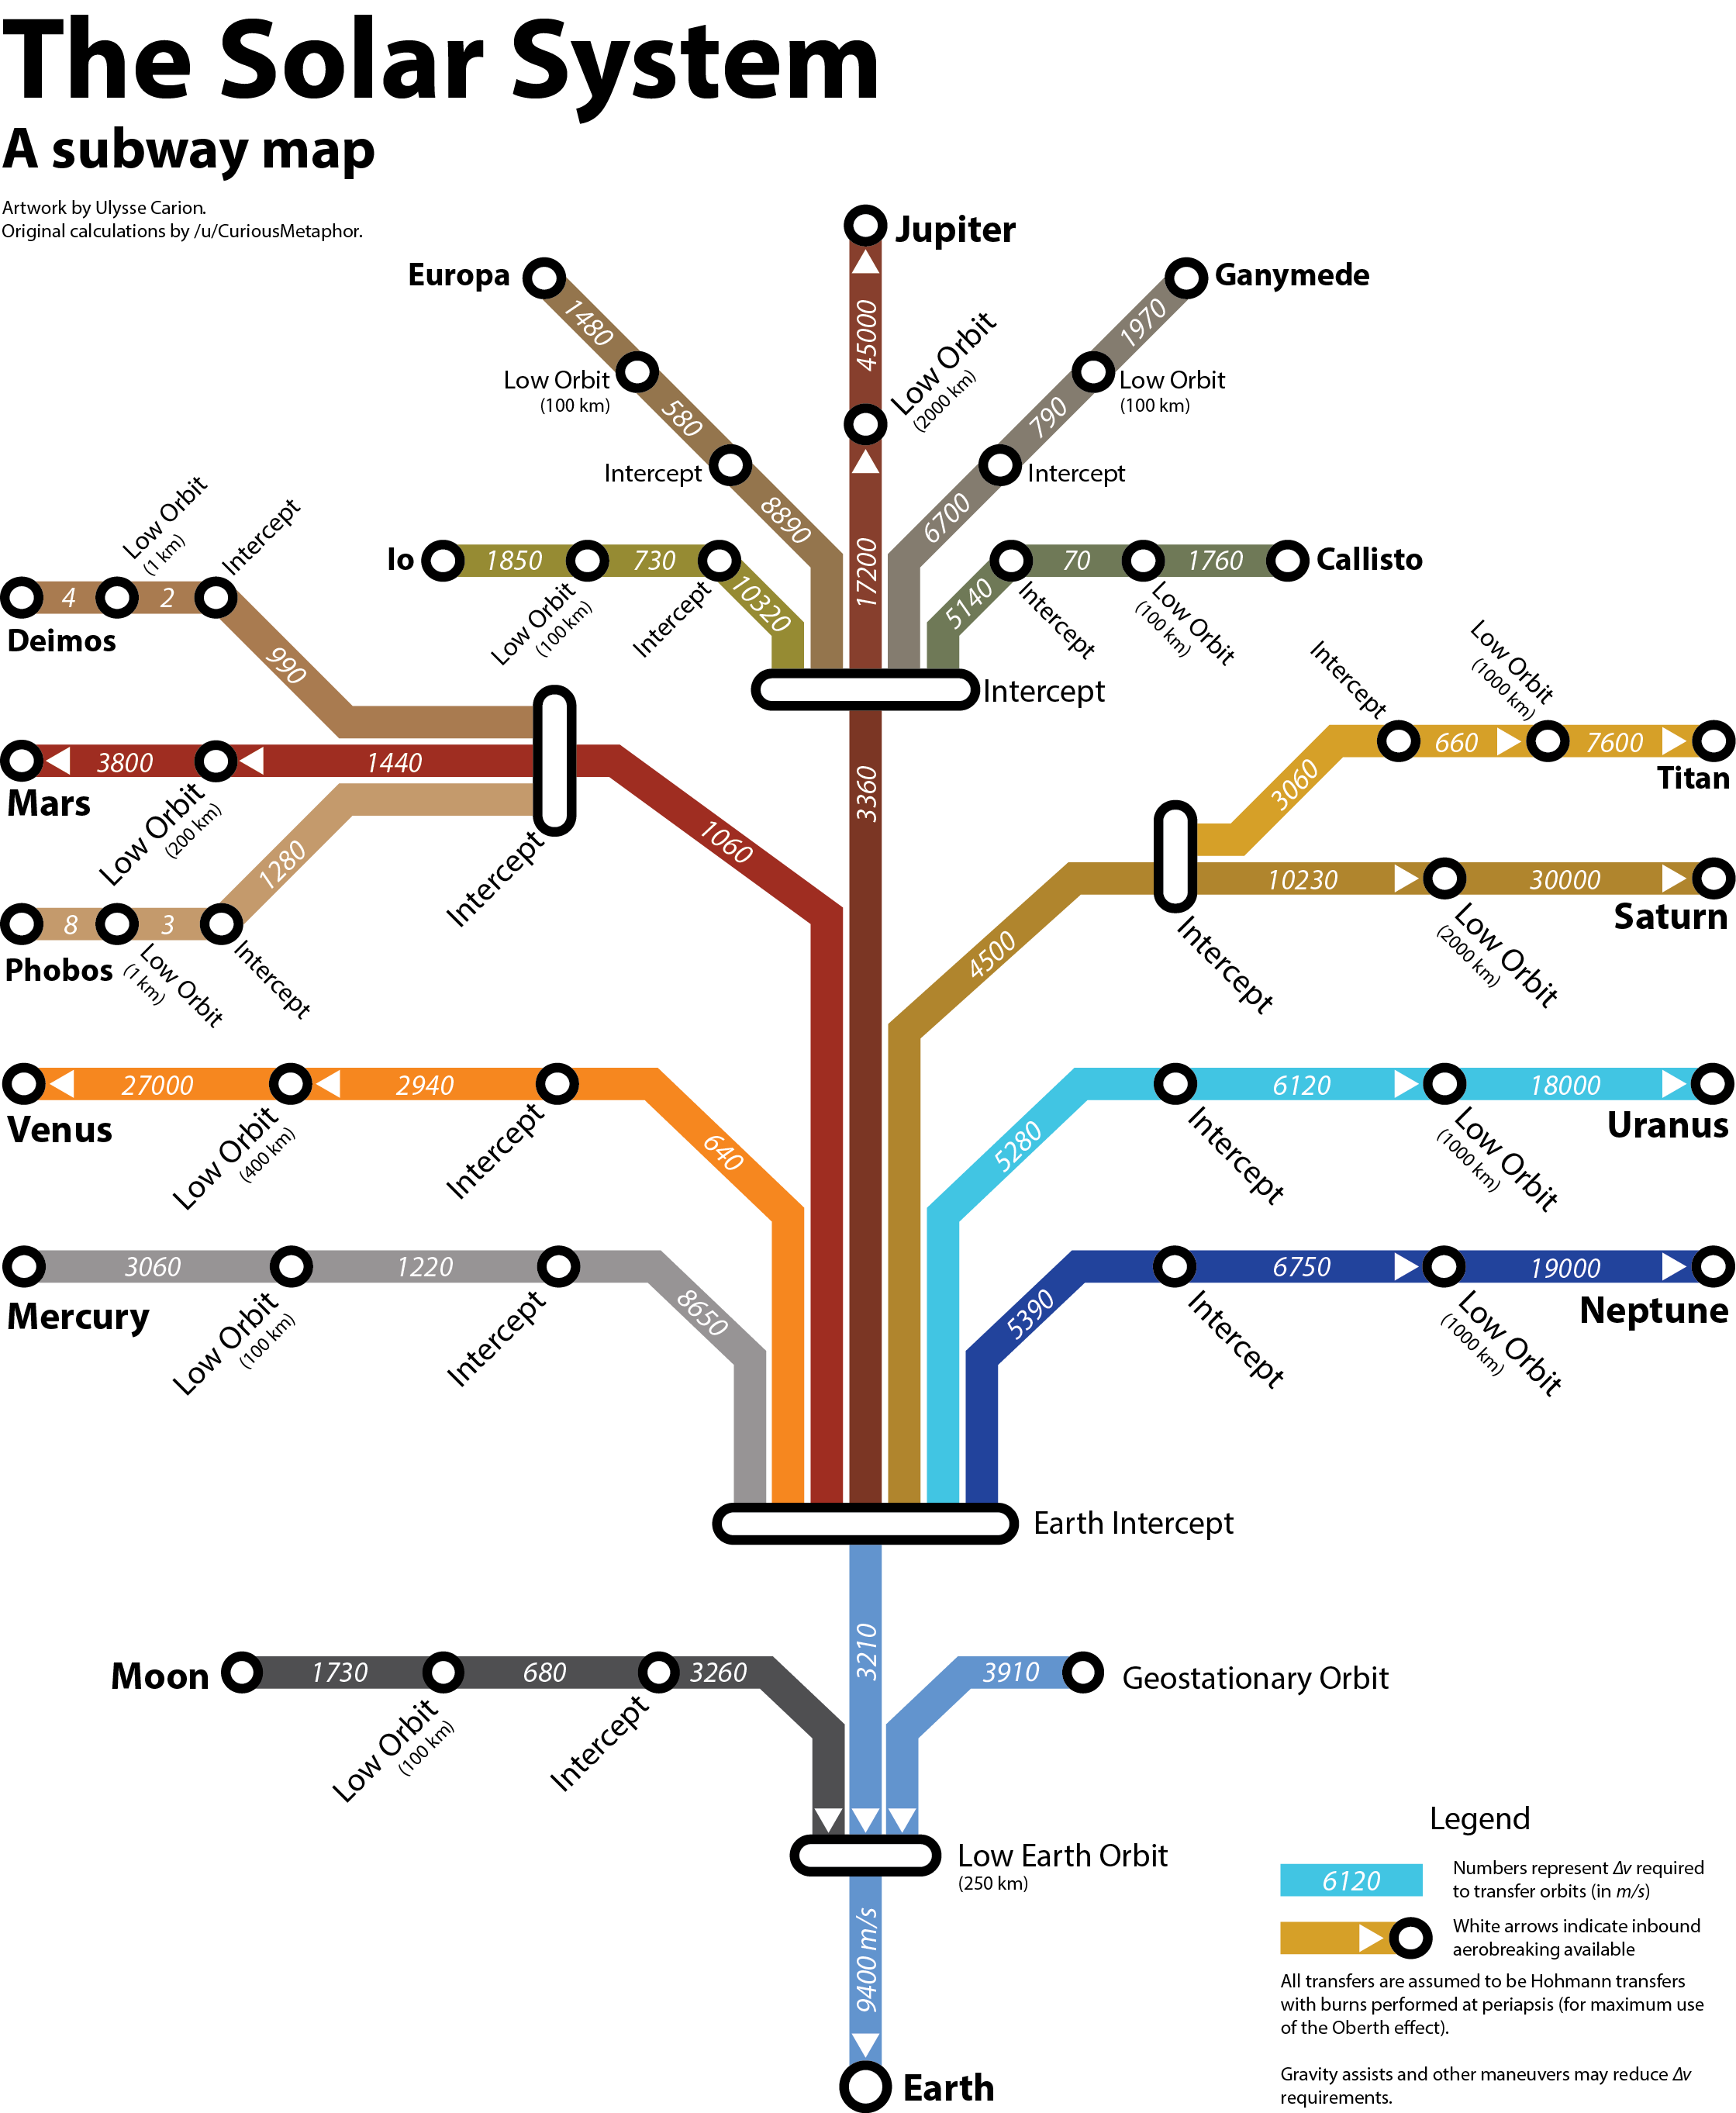 The Solar System
A subway map
Artwork by Ulysse Carion.
Original calculations by /u/CuriousMetaphor.
Jupiter
Europa
Ganymede
1480
45000
1970
Low Orbit
(100 km)
Low Orbit
(2000 km)
Low Orbit
(100 km)
580
790
Intercept
Intercept
8890
17200
6700
Io
1850
730
70
1760
Callisto
Low Orbit
(100 km)
Intercept
10320
5140
Intercept
Low Orbit
(100 km)
Intercept
Low Orbit
(1 km)
Intercept
4
2
Deimos
990
3360
Intercept
Low Orbit
(1000 km)
660
7600
Titan
3060
3800
1440
Mars
Low Orbit
(200 km)
1060
Intercept
1280
8
3
Phobos
Low Orbit
(1 km)
Intercept
4500
10230
30000
Saturn
Intercept
Low Orbit
(2000 km)
27000
2940
Venus
Low Orbit
(400 km)
Intercept
640
5280
6120
18000
Uranus
Intercept
Low Orbit
(1000 km)
3060
1220
Mercury
Low Orbit
(100 km)
Intercept
8650
5390
6750
19000
Neptune
Intercept
Low Orbit
(1000 km)
Earth Intercept
Moon
1730
680
3260
3210
3910
Geostationary Orbit
Low Orbit
(100 km)
Intercept
Low Earth Orbit
(250 km)
9400 m/s
Earth
Legend
6120
Numbers represent Δv required
to transfer orbits (in m/s)
White arrows indicate inbound
aerobreaking available
All transfers are assumed to be Hohmann transfers
with burns performed at periapsis (for maximum use
of the Oberth effect).
Gravity assists and other maneuvers may reduce Δv
requirements.